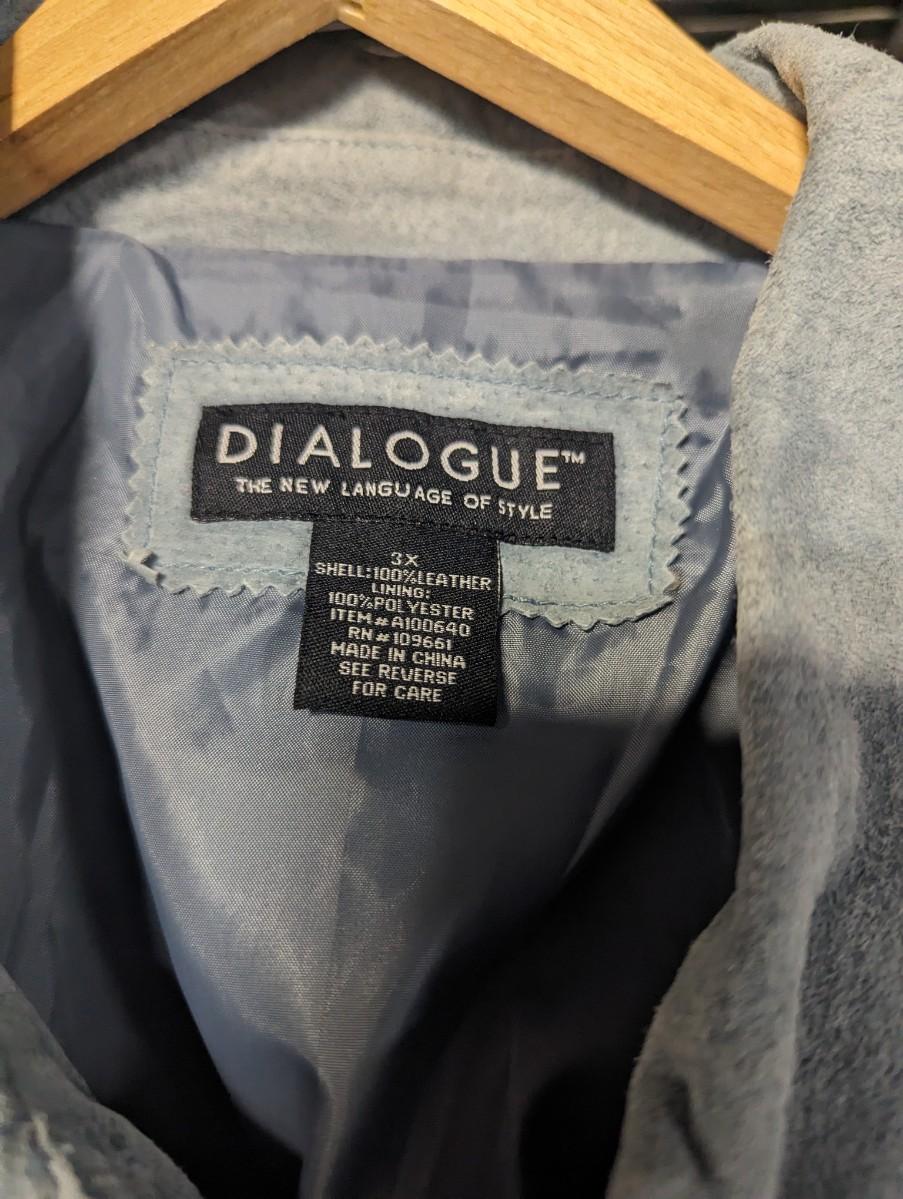 DIALOGUE™
THE NEW LANGUAGE OF STYLE
3X
SHELL:100%LEATHER
LINING:
100%POLYESTER
ITEM#A100640
RN#109661
MADE IN CHINA
SEE REVERSE
FOR CARE